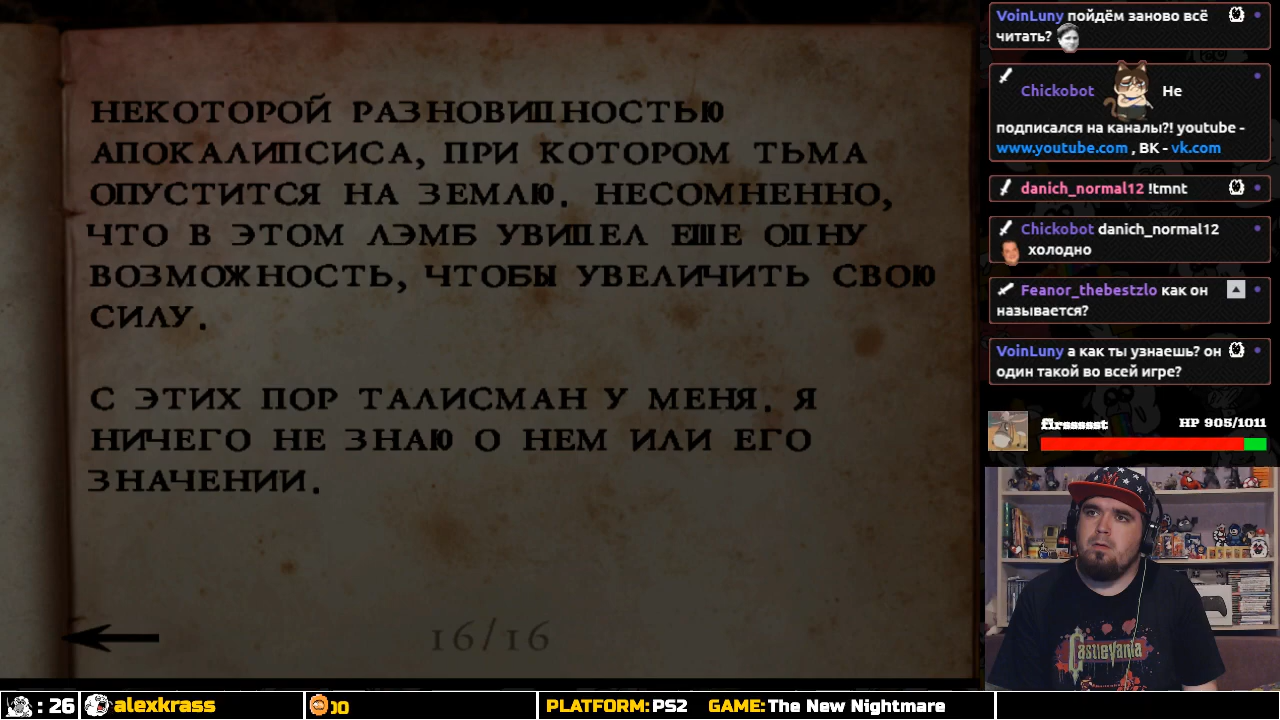 НЕКОТОРОЙ РАЗНОВИДНОСТЬЮ
АПОКАЛИПСИСА, ПРИ КОТОРОМ ТЬМА
ОПУСТИТСЯ НА ЗЕМЛЮ. НЕСОМНЕННО,
ЧТО В ЭТОМ ЛЭМБ УВИДЕЛ ЕЩЕ ОДНУ
ВОЗМОЖНОСТЬ, ЧТОБЫ УВЕЛИЧИТЬ СВОЮ
СИЛУ.
С ЭТИХ ПОР ТАЛИСМАН У МЕНЯ. Я
НИЧЕГО НЕ ЗНАЮ О НЕМ ИЛИ ЕГО
ЗНАЧЕНИИ.
16/16
VoinLuny пойдём заново всё
читать?
Chickobot Не
подписался на каналы?! youtube -
www.youtube.com , ВК - vk.com
danich_normal12 !tmnt
Chickobot danich_normal12
холодно
Feanor_thebestzlo как он
называется?
VoinLuny а как ты узнаешь? он
один такой во всей игре?
firsssssst HP 905/1011
Castlevania
: 26 alexkrass PLATFORM: PS2 GAME: The New Nightmare